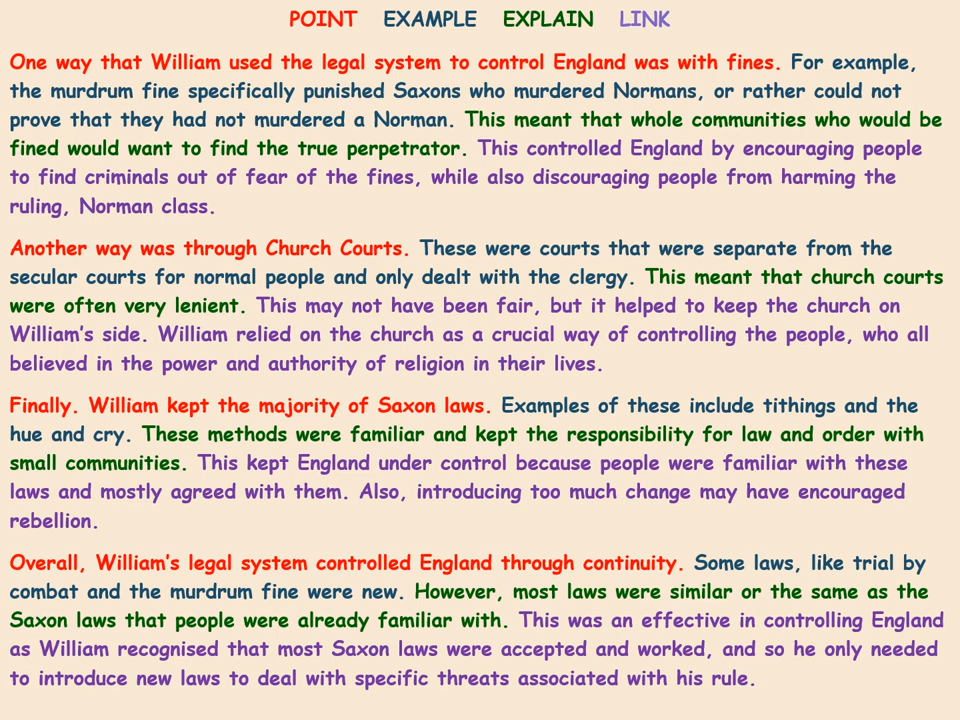 POINT EXAMPLE EXPLAIN LINK
One way that William used the legal system to control England was with fines. For example,
the murdrum fine specifically punished Saxons who murdered Normans, or rather could not
prove that they had not murdered a Norman. This meant that whole communities who would be
fined would want to find the true perpetrator. This controlled England by encouraging people
to find criminals out of fear of the fines, while also discouraging people from harming the
ruling, Norman class.
Another way was through Church Courts. These were courts that were separate from the
secular courts for normal people and only dealt with the clergy. This meant that church courts
were often very lenient. This may not have been fair, but it helped to keep the church on
William's side. William relied on the church as a crucial way of controlling the people, who all
believed in the power and authority of religion in their lives.
Finally. William kept the majority of Saxon laws. Examples of these include tithings and the
hue and cry. These methods were familiar and kept the responsibility for law and order with
small communities. This kept England under control because people were familiar with these
laws and mostly agreed with them. Also, introducing too much change may have encouraged
rebellion.
Overall, William's legal system controlled England through continuity. Some laws, like trial by
combat and the murdrum fine were new. However, most laws were similar or the same as the
Saxon laws that people were already familiar with. This was an effective in controlling England
as William recognised that most Saxon laws were accepted and worked, and so he only needed
to introduce new laws to deal with specific threats associated with his rule.